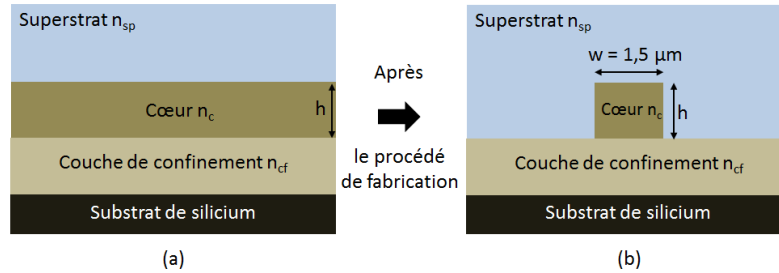 Superstrat nsp
Cœur nc
h
Couche de confinement ncf
Substrat de silicium
(a)
Après
le procédé
de fabrication
Superstrat nsp
w = 1,5 µm
Cœur nc
h
Couche de confinement ncf
Substrat de silicium
(b)